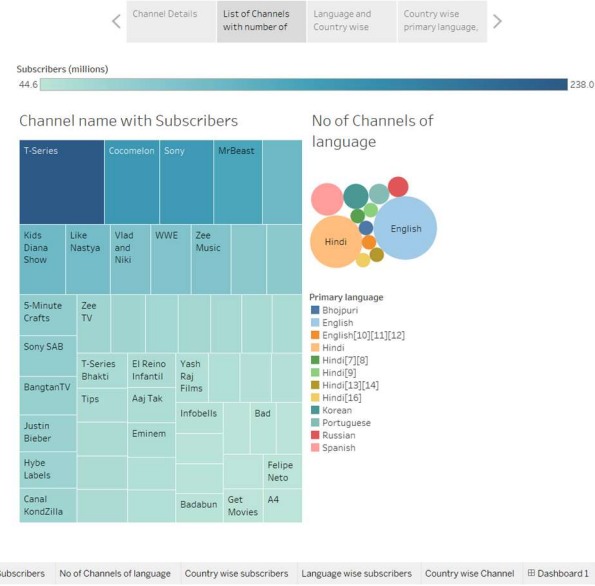 Channel Details
List of Channels
with number of
Language and
Country wise
Country wise
primary language,
Subscribers (millions)
44.6
238.0
Channel name with Subscribers
T-Series
Cocomelon
Sony
MrBeast
Kids
Diana
Show
Like
Nastya
Vlad
and
Niki
WWE
Zee
Music
5-Minute
Crafts
Zee
TV
Sony SAB
T-Series
Bhakti
El Reino
Infantil
Yash
Raj
Films
BangtanTV
Tips
Aaj Tak
Infobells
Bad
Justin
Bieber
Eminem
Hybe
Labels
Felipe
Neto
Canal
KondZilla
Badabun
Get
Movies
A4
No of Channels of
language
English
Hindi
Primary language
Bhojpuri
English
English[10][11][12]
Hindi
Hindi[7][8]
Hindi[9]
Hindi[13][14]
Hindi[16]
Korean
Portuguese
Russian
Spanish
ubscribers
No of Channels of language
Country wise subscribers
Language wise subscribers
Country wise Channel
Dashboard 1